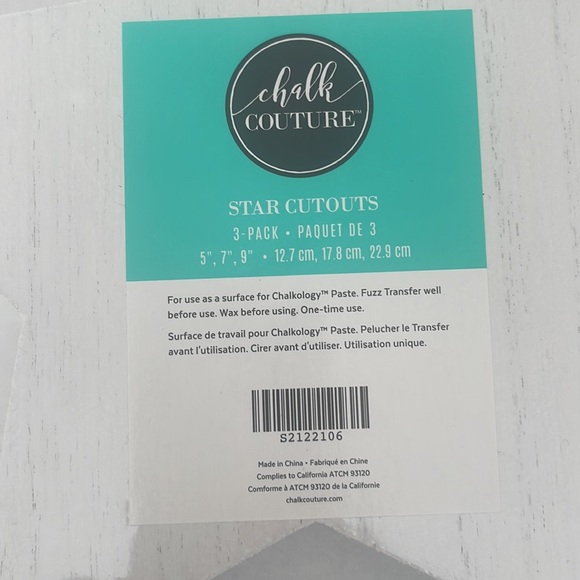 chalk
COUTURE™
STAR CUTOUTS
3-PACK • PAQUET DE 3
5", 7", 9" • 12.7 cm, 17.8 cm, 22.9 cm
For use as a surface for Chalkology™ Paste. Fuzz Transfer well
before use. Wax before using. One-time use.
Surface de travail pour Chalkology™ Paste. Pelucher le Transfer
avant l'utilisation. Cirer avant d'utiliser. Utilisation unique.
S2122106
Made in China • Fabriqué en Chine
Complies to California ATCM 93120
Comforme à ATCM 93120 de la Californie
chalkcouture.com